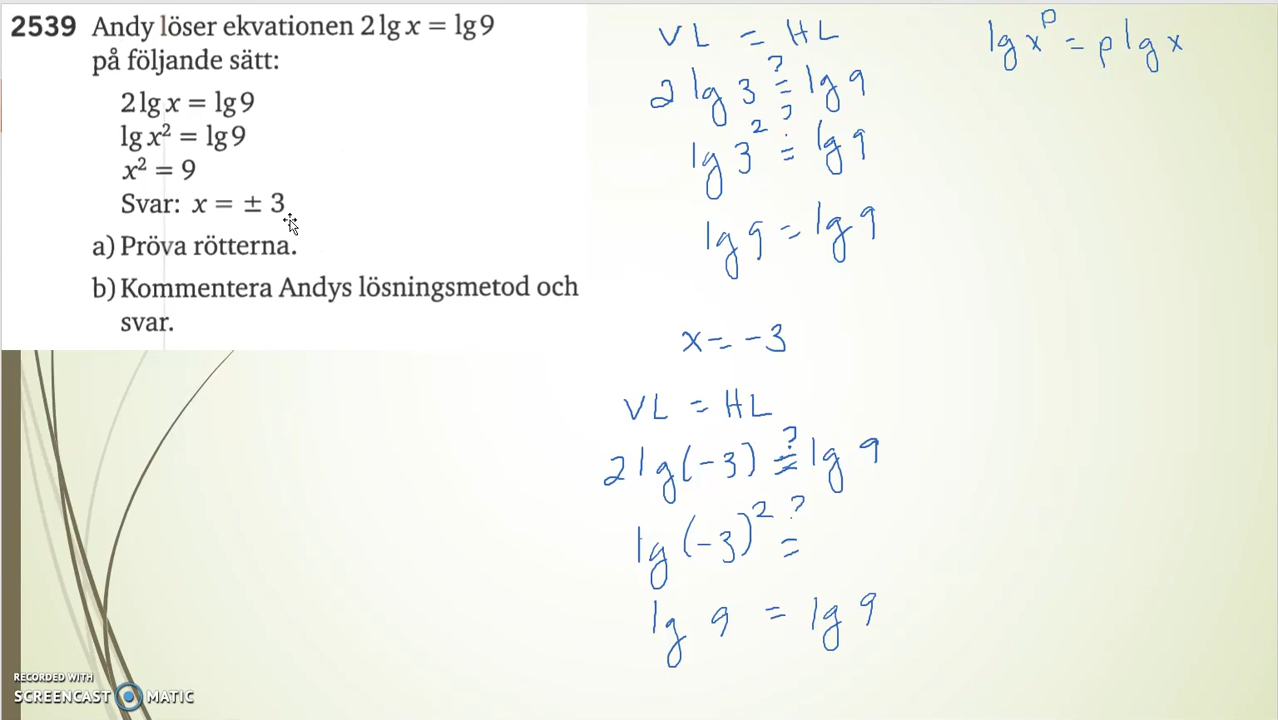 2539 Andy löser ekvationen 2 lg x = lg 9
på följande sätt:
2 lg x = lg 9
lg x² = lg 9
x² = 9
Svar: x = ± 3
a) Pröva rötterna.
b) Kommentera Andys lösningsmetod och
svar.
VL = HL
2 lg 3 ≟ lg 9
lg 3² ≟ lg 9
lg 9 = lg 9
x = -3
VL = HL
2 lg(-3) ≟ lg 9
lg (-3)² ≟
lg 9 = lg 9
lg xᵖ = p lg x
RECORDED WITH
SCREENCAST MATIC